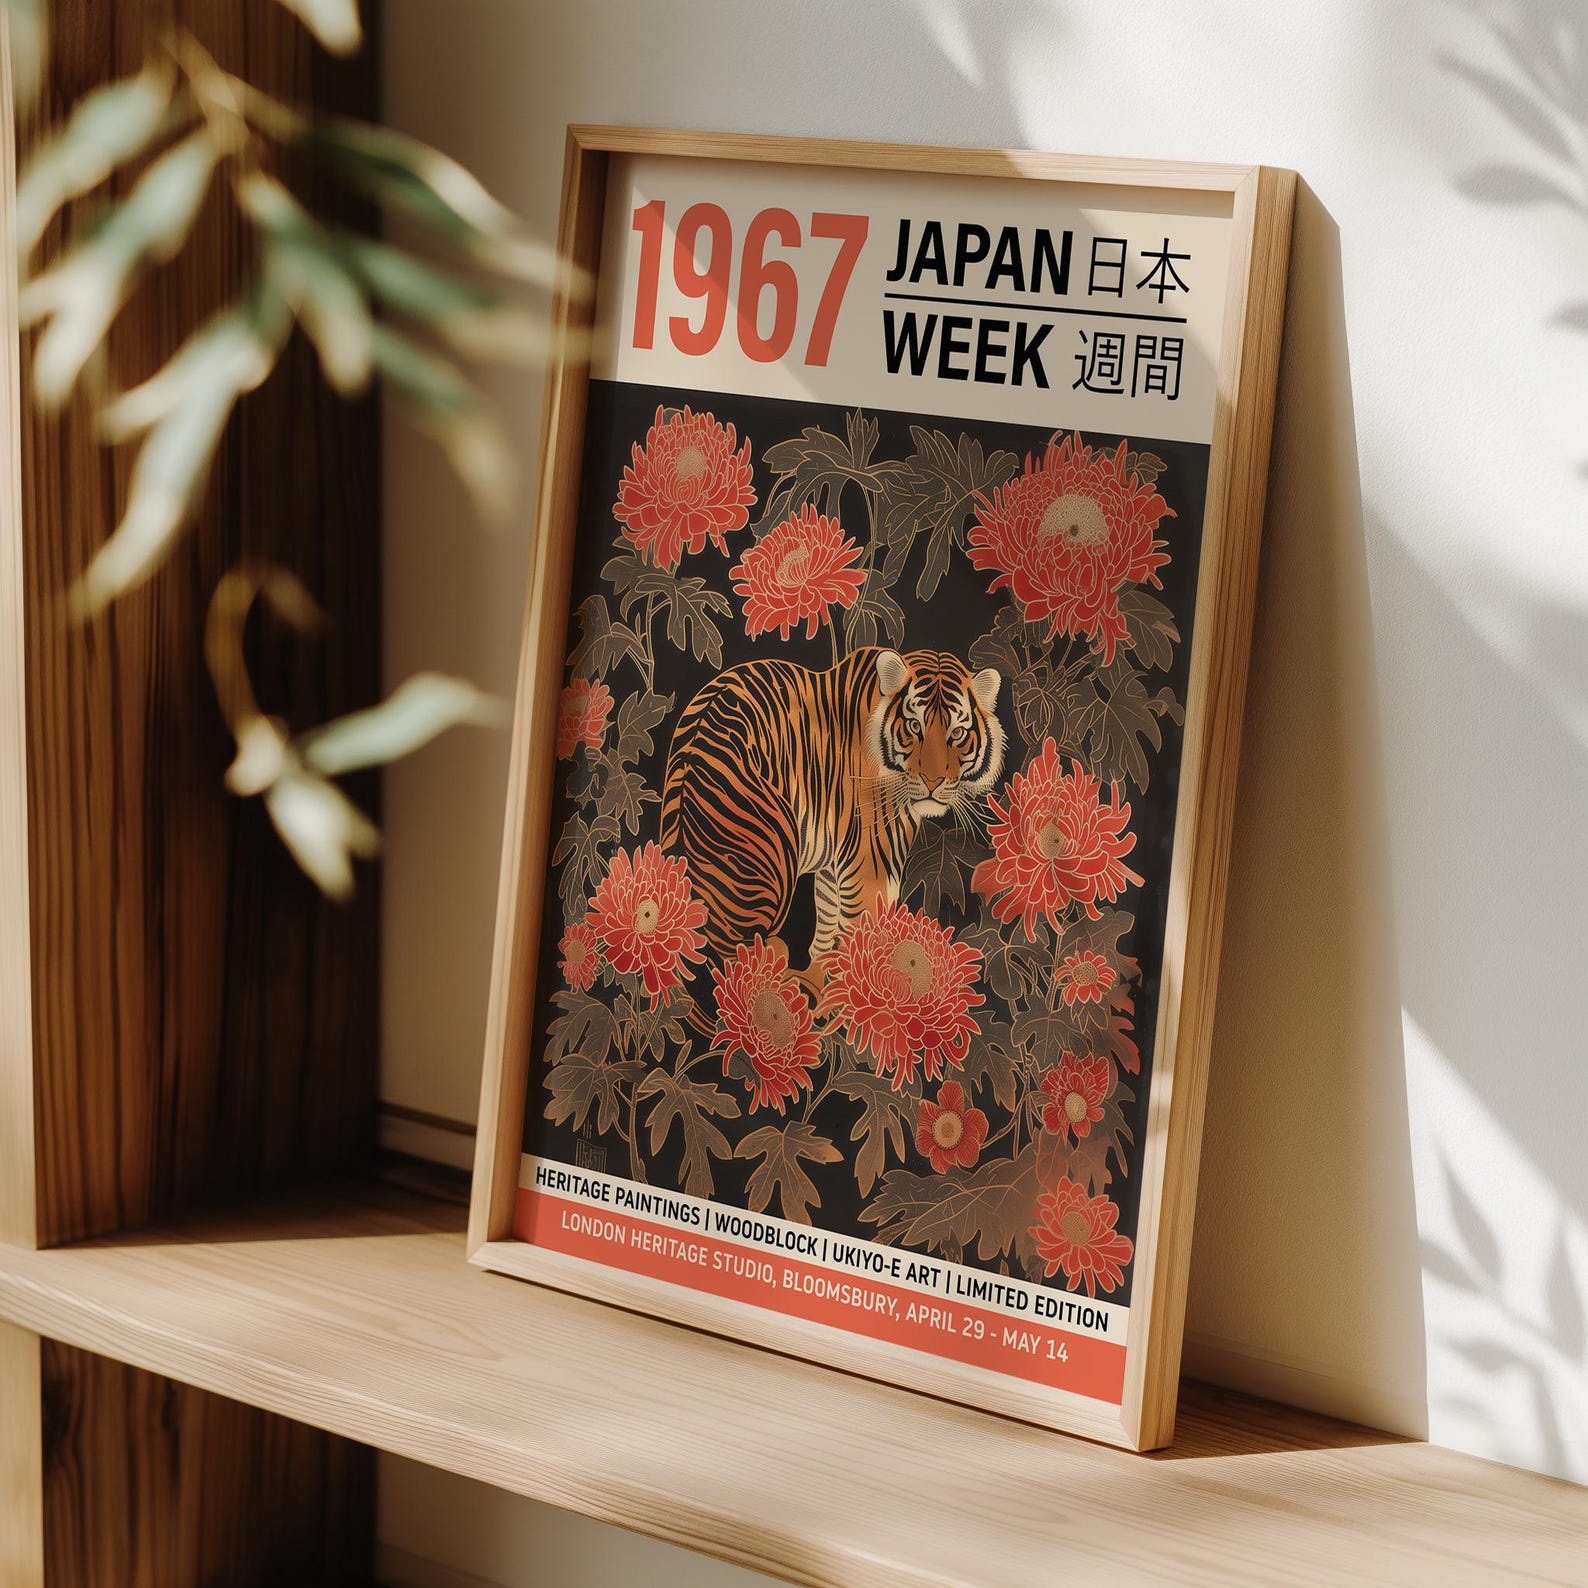 1967
JAPAN 日本
WEEK 週間
HERITAGE PAINTINGS | WOODBLOCK | UKIYO-E ART | LIMITED EDITION
LONDON HERITAGE STUDIO, BLOOMSBURY, APRIL 29 - MAY 14